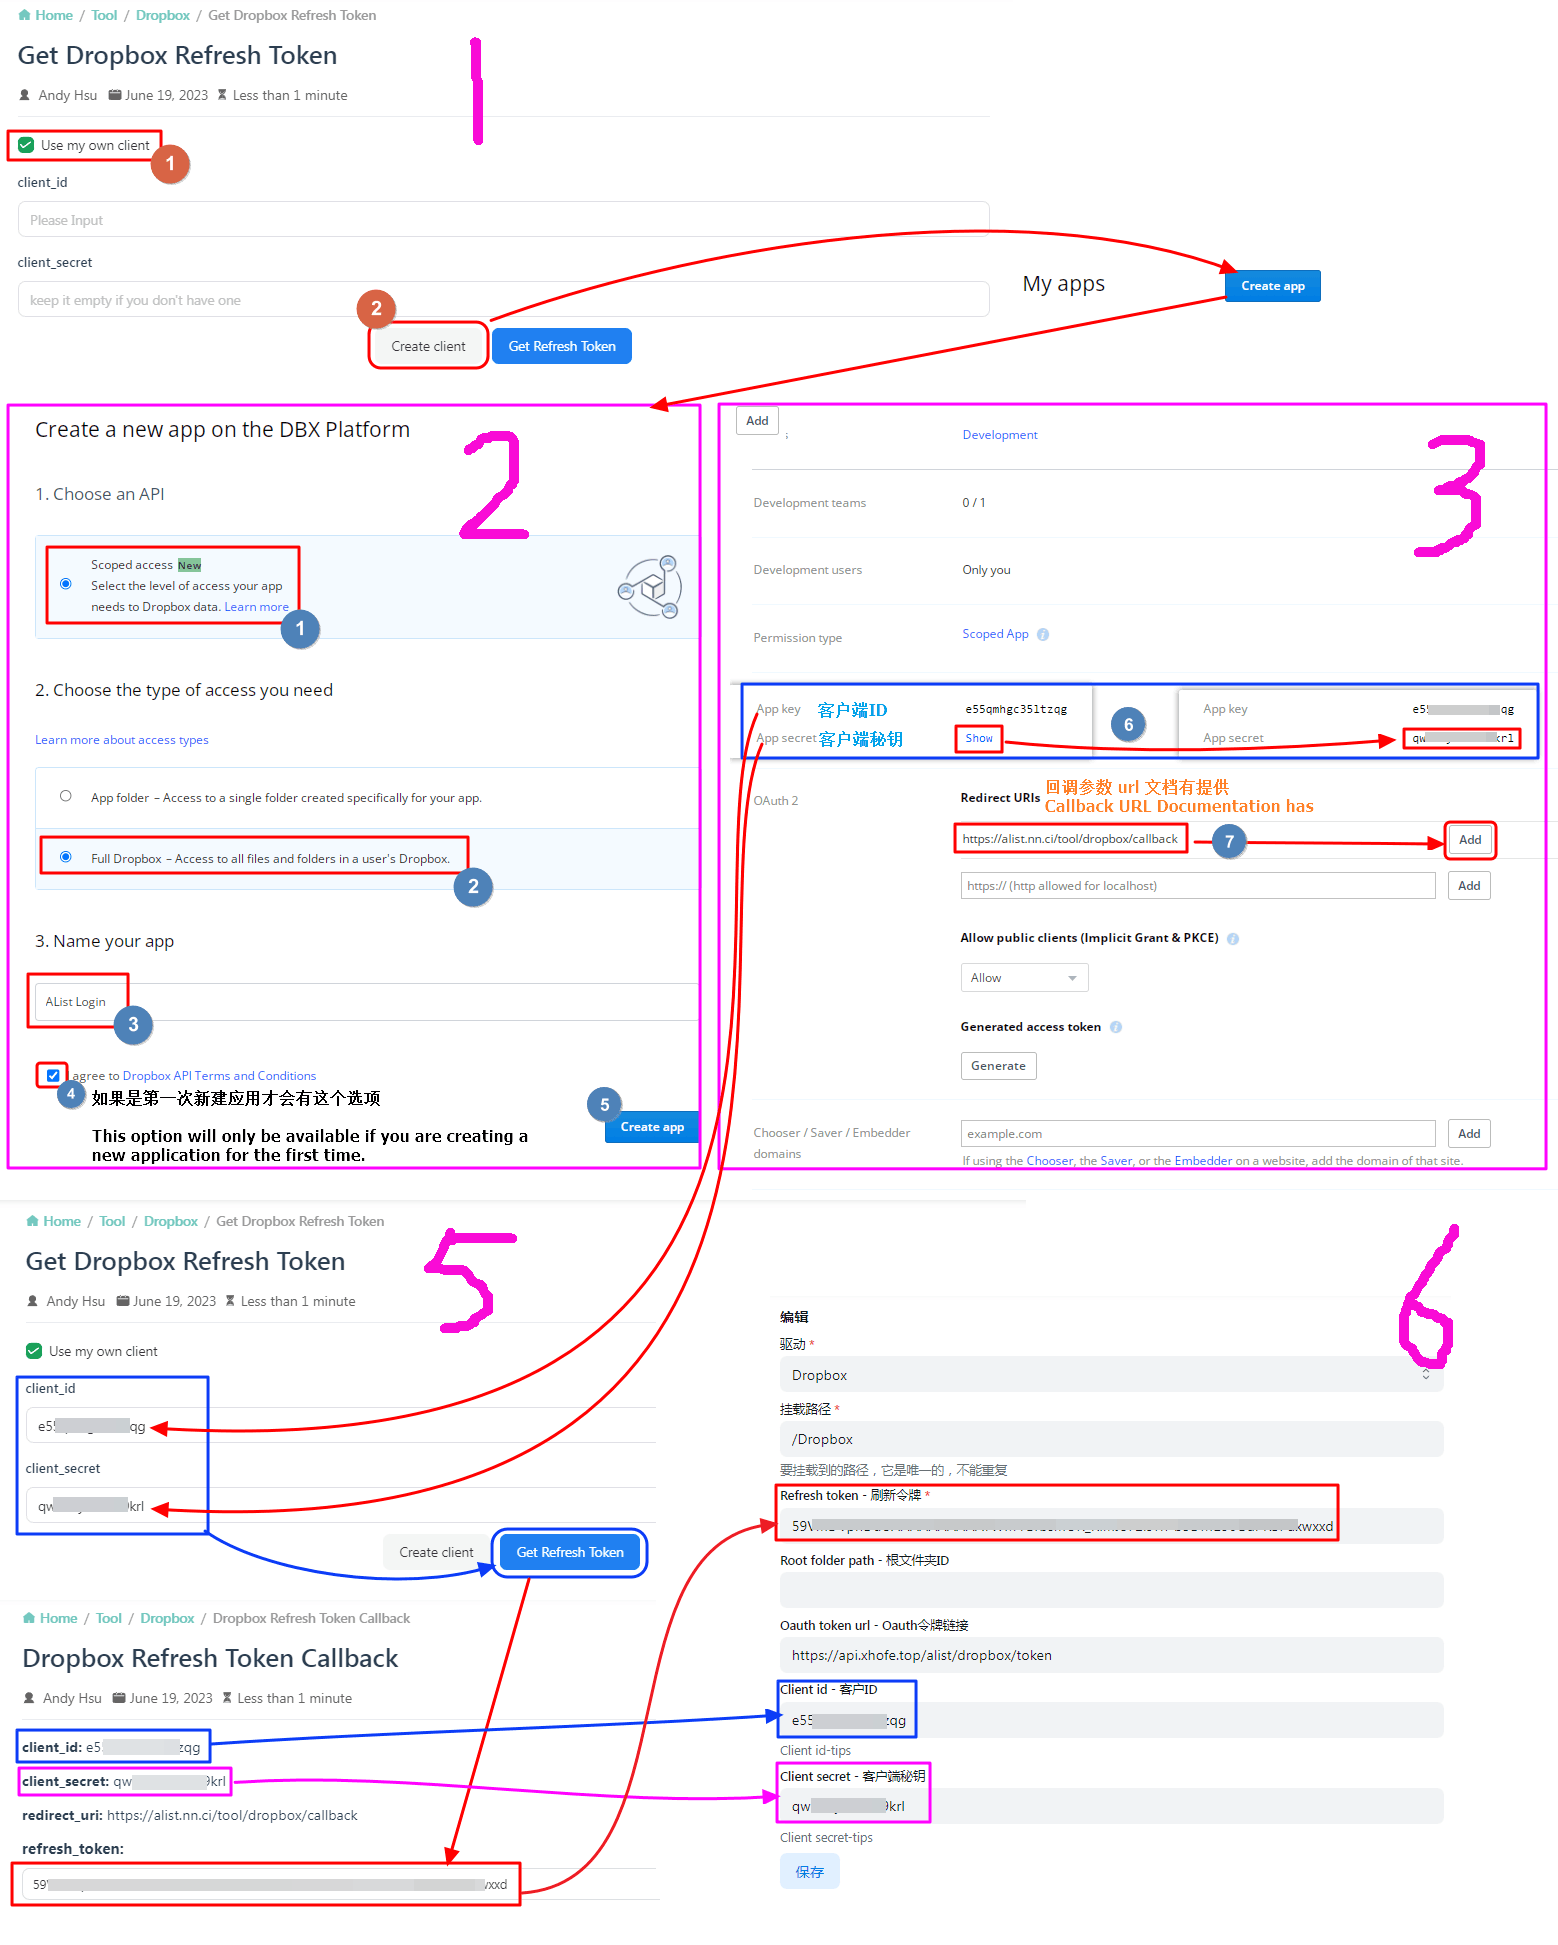 Home / Tool / Dropbox / Get Dropbox Refresh Token
Get Dropbox Refresh Token
1
Andy Hsu June 19, 2023 Less than 1 minute
Use my own client
1
client_id
Please Input
client_secret
keep it empty if you don't have one
2
Create client
Get Refresh Token
My apps
Create app
Create a new app on the DBX Platform
2
1. Choose an API
Scoped access New
Select the level of access your app
needs to Dropbox data. Learn more
1
2. Choose the type of access you need
Learn more about access types
App folder – Access to a single folder created specifically for your app.
Full Dropbox – Access to all files and folders in a user's Dropbox.
2
3. Name your app
AList Login
3
agree to Dropbox API Terms and Conditions
4
如果是第一次新建应用才会有这个选项
This option will only be available if you are creating a
new application for the first time.
5
Create app
Add
s
Development
3
Development teams 0 / 1
Development users Only you
Permission type Scoped App
App key 客户端ID e55qmhgc35ltzqg
App secret 客户端秘钥 Show
6
App key e5 qg
App secret qw krl
OAuth 2
Redirect URIs
回调参数 url 文档有提供
Callback URL Documentation has
https://alist.nn.ci/tool/dropbox/callback
7
Add
https:// (http allowed for localhost)
Add
Allow public clients (Implicit Grant & PKCE)
Allow
Generated access token
Generate
Chooser / Saver / Embedder
domains
example.com
Add
If using the Chooser, the Saver, or the Embedder on a website, add the domain of that site.
Home / Tool / Dropbox / Get Dropbox Refresh Token
Get Dropbox Refresh Token
5
Andy Hsu June 19, 2023 Less than 1 minute
Use my own client
client_id
e5 qg
client_secret
qw krl
Create client
Get Refresh Token
Home / Tool / Dropbox / Dropbox Refresh Token Callback
Dropbox Refresh Token Callback
Andy Hsu June 19, 2023 Less than 1 minute
client_id: e5 zqg
client_secret: qw 9krl
redirect_uri: https://alist.nn.ci/tool/dropbox/callback
refresh_token:
59 xxd
6
编辑
驱动 *
Dropbox
挂载路径 *
/Dropbox
要挂载到的路径，它是唯一的，不能重复
Refresh token - 刷新令牌 *
59 xwxxd
Root folder path - 根文件夹ID
Oauth token url - Oauth令牌链接
https://api.xhofe.top/alist/dropbox/token
Client id - 客户ID
e55 zqg
Client id-tips
Client secret - 客户端秘钥
qw 9krl
Client secret-tips
保存